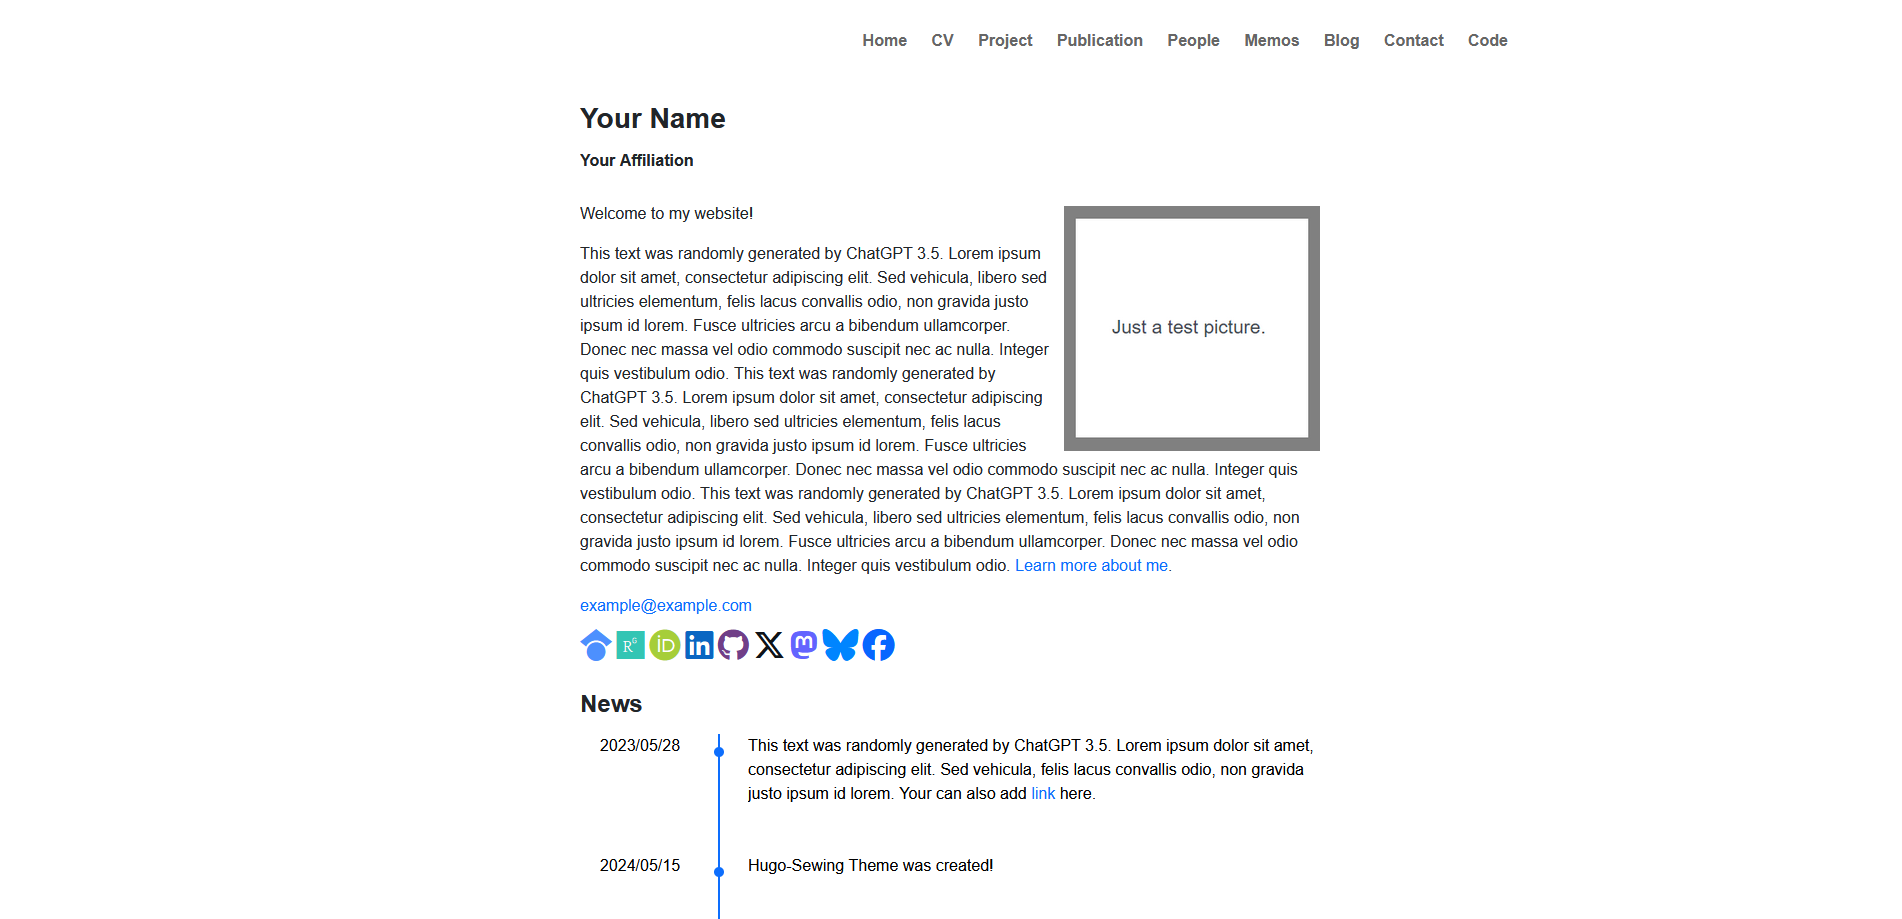 Home CV Project Publication People Memos Blog Contact Code
Your Name
Your Affiliation
Welcome to my website!
This text was randomly generated by ChatGPT 3.5. Lorem ipsum
dolor sit amet, consectetur adipiscing elit. Sed vehicula, libero sed
ultricies elementum, felis lacus convallis odio, non gravida justo
ipsum id lorem. Fusce ultricies arcu a bibendum ullamcorper.
Donec nec massa vel odio commodo suscipit nec ac nulla. Integer
quis vestibulum odio. This text was randomly generated by
ChatGPT 3.5. Lorem ipsum dolor sit amet, consectetur adipiscing
elit. Sed vehicula, libero sed ultricies elementum, felis lacus
convallis odio, non gravida justo ipsum id lorem. Fusce ultricies
arcu a bibendum ullamcorper. Donec nec massa vel odio commodo suscipit nec ac nulla. Integer quis
vestibulum odio. This text was randomly generated by ChatGPT 3.5. Lorem ipsum dolor sit amet,
consectetur adipiscing elit. Sed vehicula, libero sed ultricies elementum, felis lacus convallis odio, non
gravida justo ipsum id lorem. Fusce ultricies arcu a bibendum ullamcorper. Donec nec massa vel odio
commodo suscipit nec ac nulla. Integer quis vestibulum odio. Learn more about me.
Just a test picture.
example@example.com
RG iD in X m f
News
2023/05/28
This text was randomly generated by ChatGPT 3.5. Lorem ipsum dolor sit amet,
consectetur adipiscing elit. Sed vehicula, felis lacus convallis odio, non gravida
justo ipsum id lorem. Your can also add link here.
2024/05/15
Hugo-Sewing Theme was created!